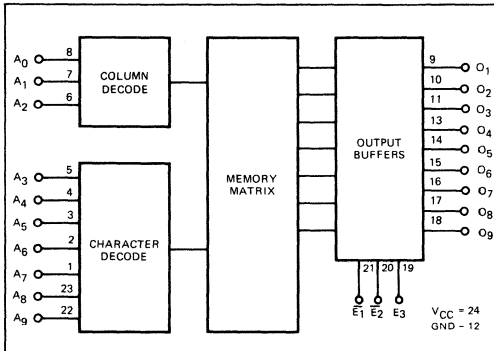 A0 8
A1 7
A2 6
COLUMN
DECODE
A3 5
A4 4
A5 3
A6 2
A7 1
A8 23
A9 22
CHARACTER
DECODE
MEMORY
MATRIX
OUTPUT
BUFFERS
9 O1
10 O2
11 O3
13 O4
14 O5
15 O6
16 O7
17 O8
18 O9
21 20 19
E̅1 E̅2 E3
VCC = 24
GND - 12